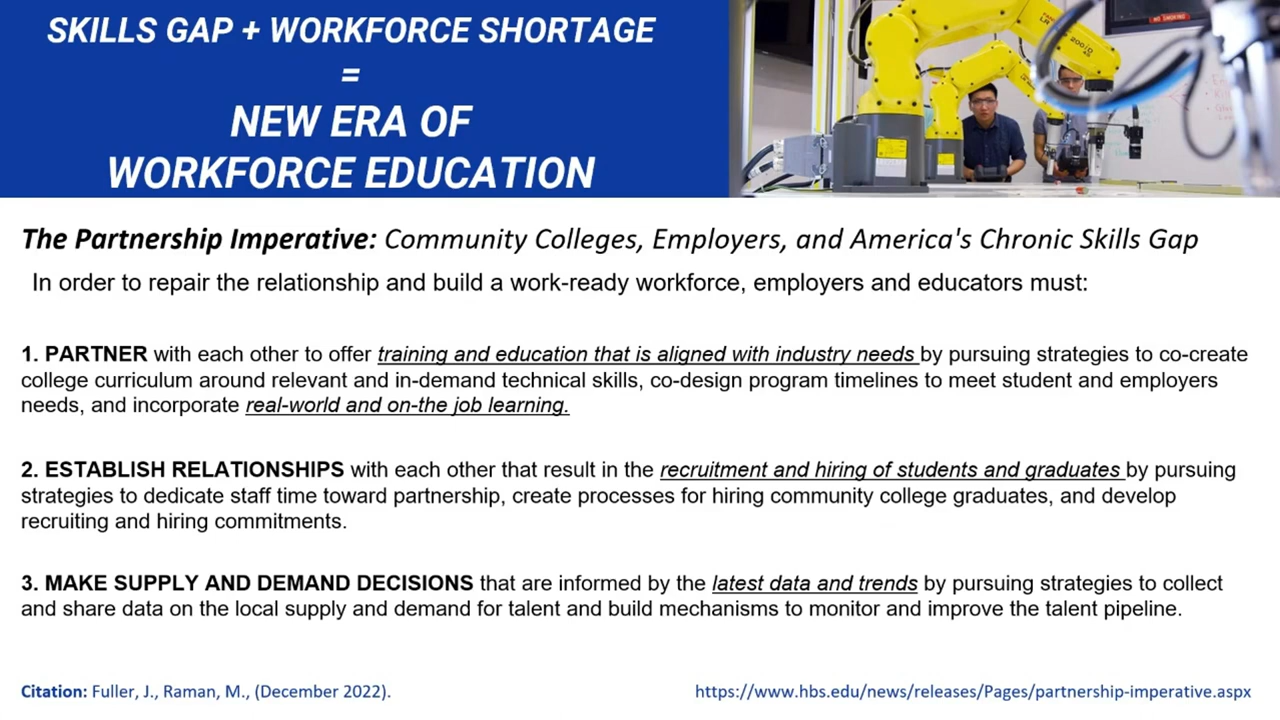 SKILLS GAP + WORKFORCE SHORTAGE
=
NEW ERA OF
WORKFORCE EDUCATION
NO SMOKING
The Partnership Imperative: Community Colleges, Employers, and America's Chronic Skills Gap
In order to repair the relationship and build a work-ready workforce, employers and educators must:
1. PARTNER with each other to offer training and education that is aligned with industry needs by pursuing strategies to co-create
college curriculum around relevant and in-demand technical skills, co-design program timelines to meet student and employers
needs, and incorporate real-world and on-the job learning.
2. ESTABLISH RELATIONSHIPS with each other that result in the recruitment and hiring of students and graduates by pursuing
strategies to dedicate staff time toward partnership, create processes for hiring community college graduates, and develop
recruiting and hiring commitments.
3. MAKE SUPPLY AND DEMAND DECISIONS that are informed by the latest data and trends by pursuing strategies to collect
and share data on the local supply and demand for talent and build mechanisms to monitor and improve the talent pipeline.
Citation: Fuller, J., Raman, M., (December 2022).
https://www.hbs.edu/news/releases/Pages/partnership-imperative.aspx